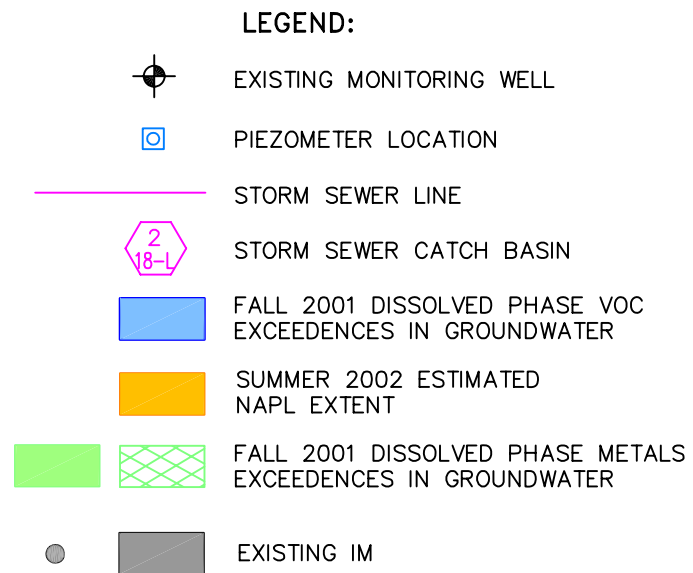 LEGEND:
EXISTING MONITORING WELL
PIEZOMETER LOCATION
STORM SEWER LINE
2
18-L
STORM SEWER CATCH BASIN
FALL 2001 DISSOLVED PHASE VOC
EXCEEDENCES IN GROUNDWATER
SUMMER 2002 ESTIMATED
NAPL EXTENT
FALL 2001 DISSOLVED PHASE METALS
EXCEEDENCES IN GROUNDWATER
EXISTING IM